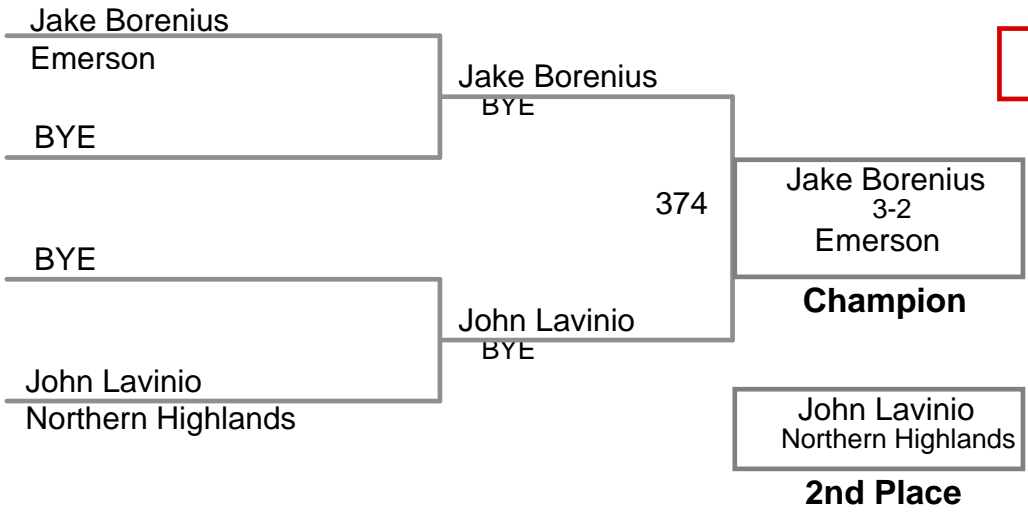 Jake Borenius
Emerson
Jake Borenius
BYE
BYE
Jake Borenius
3-2
Emerson
374
BYE
Champion
John Lavinio
BYE
John Lavinio
Northern Highlands
John Lavinio
Northern Highlands
2nd Place